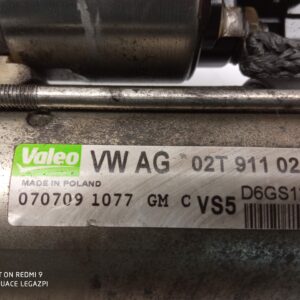 Valeo VW AG 02T 911 02
MADE IN POLAND
D6GS1
070709 1077 GM C VS5
T ON REDMI 9
UACE LEGAZPI